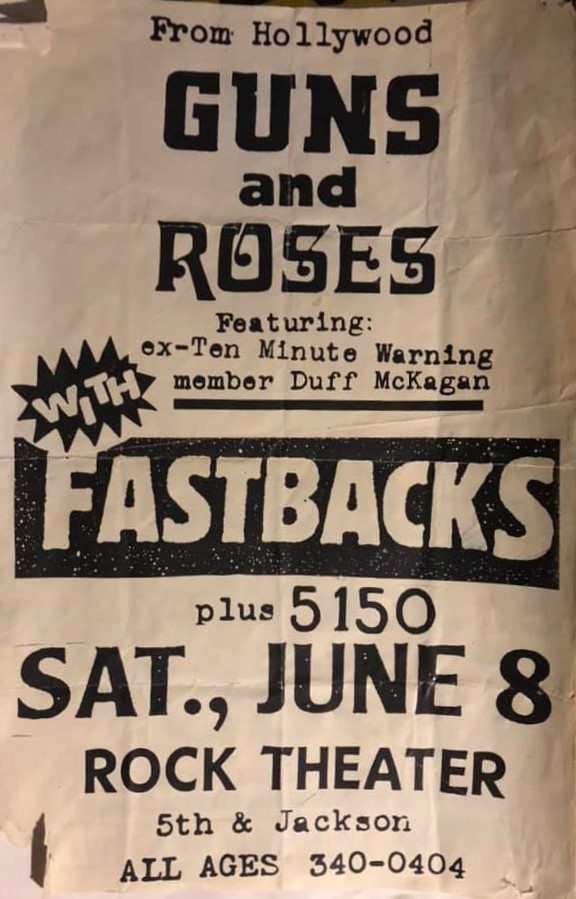 From Hollywood
GUNS
and
ROSES
Featuring:
ex-Ten Minute Warning
member Duff McKagan
WITH
FASTBACKS
plus 5150
SAT., JUNE 8
ROCK THEATER
5th & Jackson
ALL AGES 340-0404